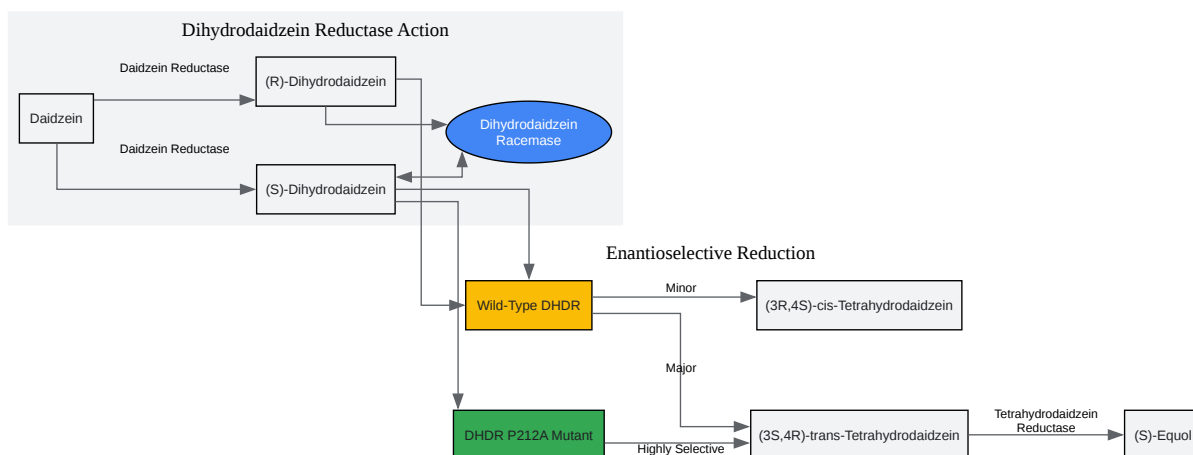 Dihydrodaidzein Reductase Action
Daidzein Reductase
(R)-Dihydrodaidzein
Daidzein
Dihydrodaidzein
Racemase
Daidzein Reductase
(S)-Dihydrodaidzein
Enantioselective Reduction
Minor
Wild-Type DHDR
(3R,4S)-cis-Tetrahydrodaidzein
Major
Tetrahydrodaidzein
Reductase
DHDR P212A Mutant
(3S,4R)-trans-Tetrahydrodaidzein
(S)-Equol
Highly Selective